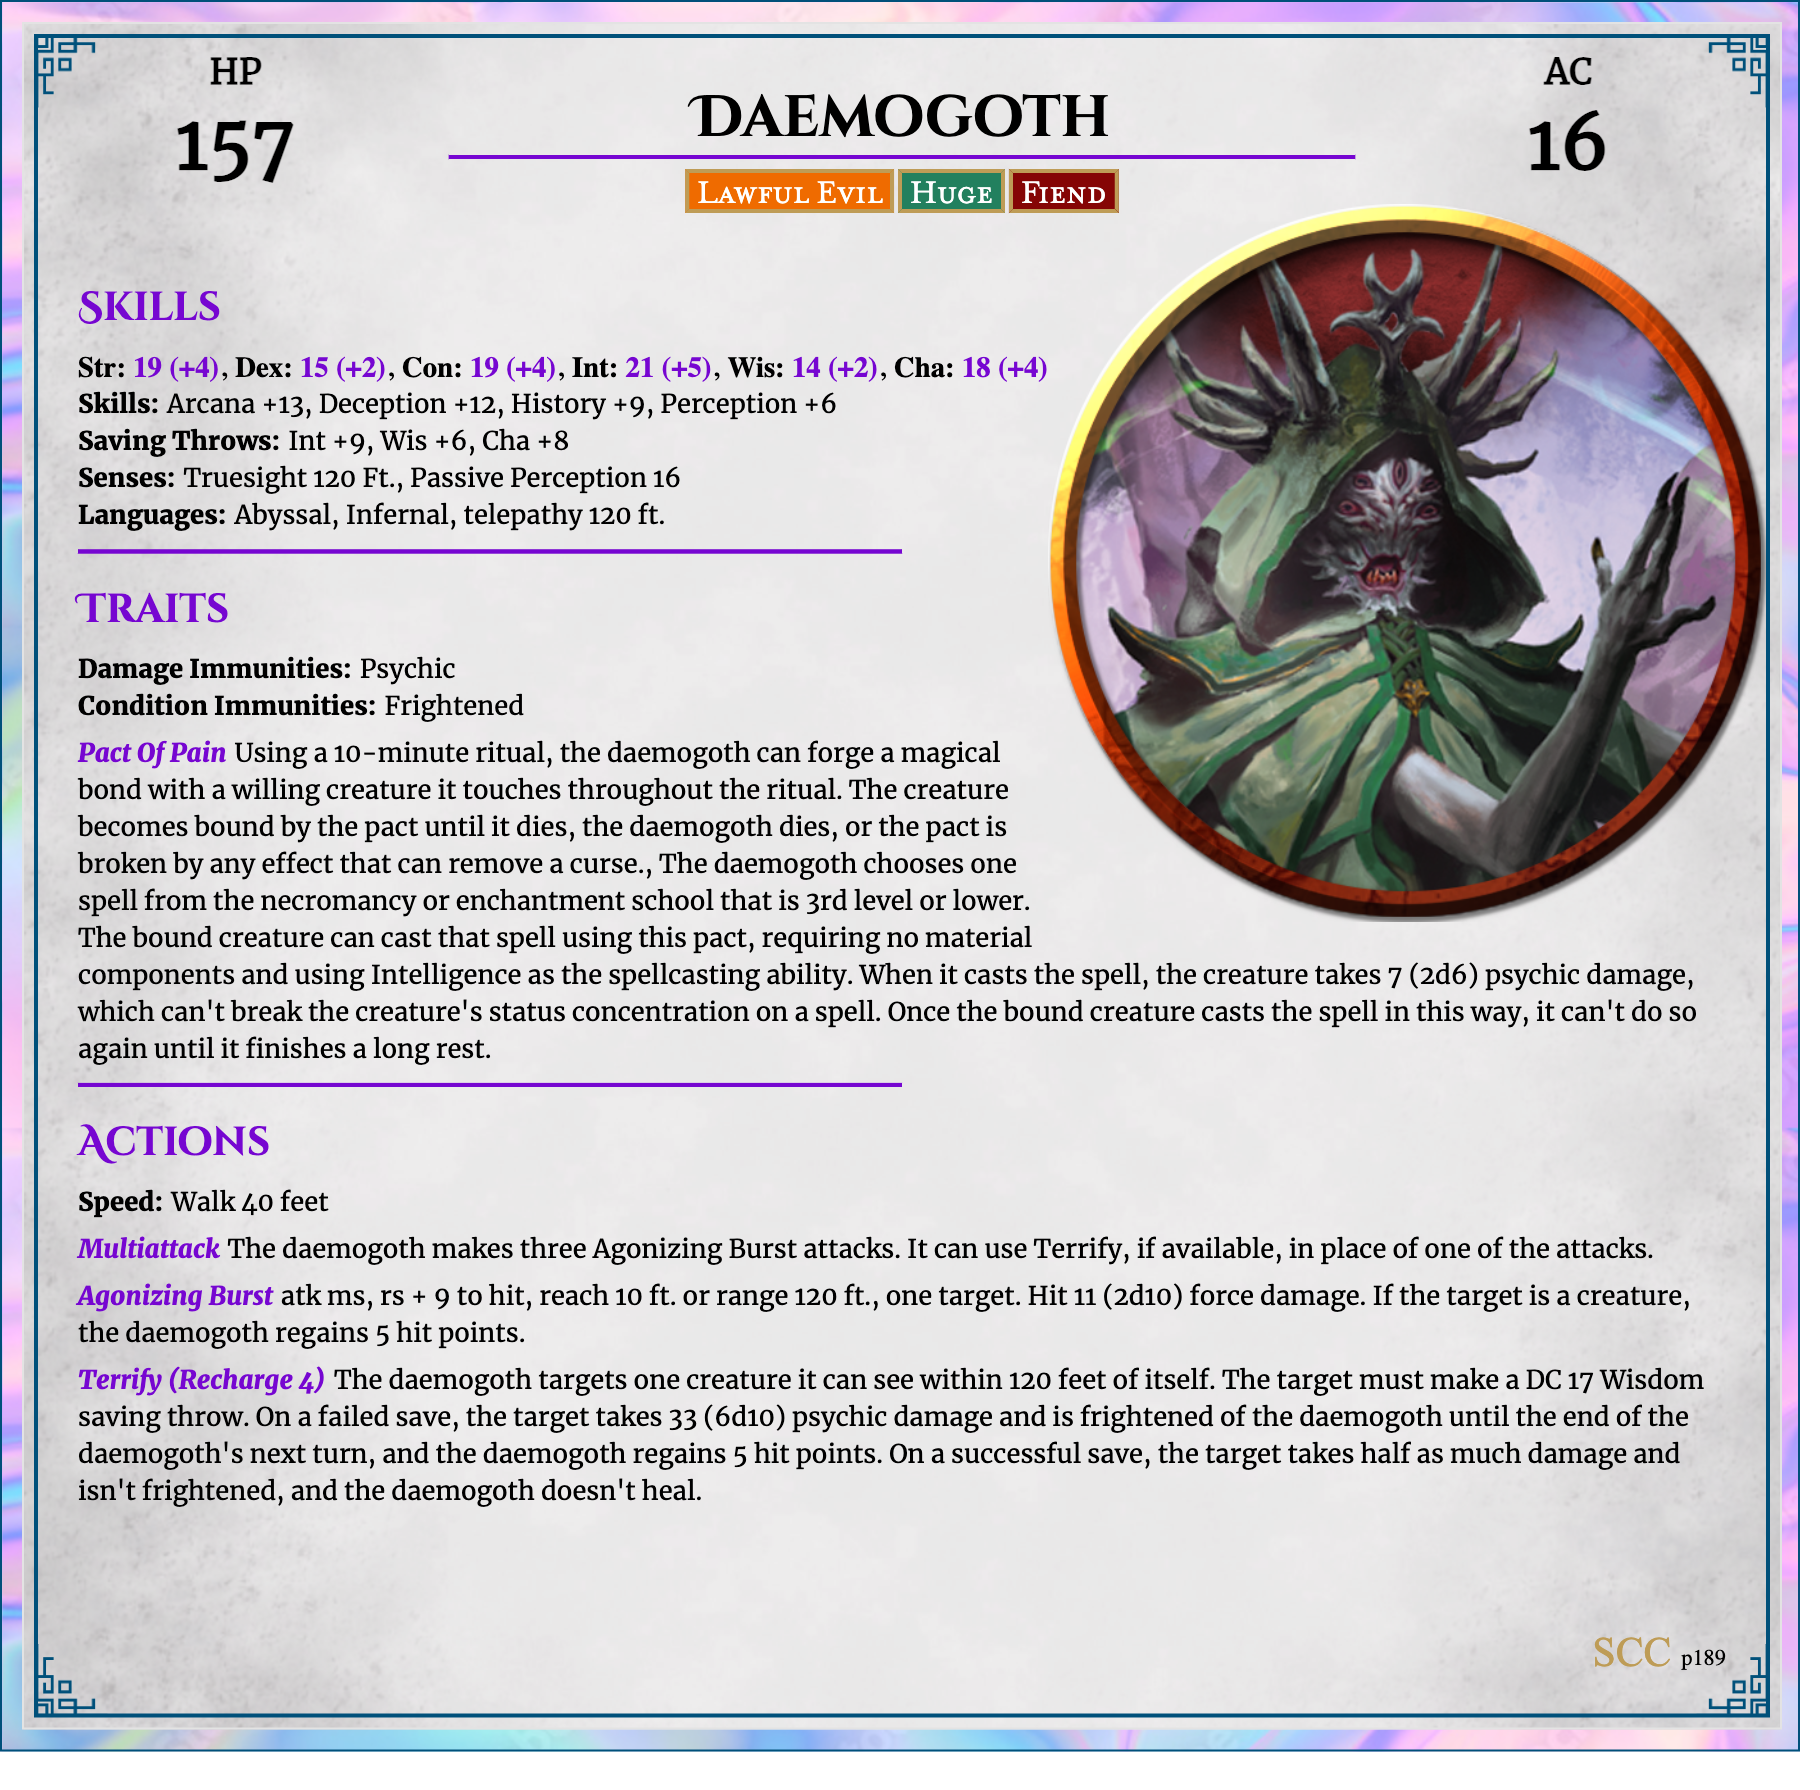 HP
157
DAEMOGOTH
AC
16
LAWFUL EVIL HUGE FIEND
SKILLS
Str: 19 (+4), Dex: 15 (+2), Con: 19 (+4), Int: 21 (+5), Wis: 14 (+2), Cha: 18 (+4)
Skills: Arcana +13, Deception +12, History +9, Perception +6
Saving Throws: Int +9, Wis +6, Cha +8
Senses: Truesight 120 Ft., Passive Perception 16
Languages: Abyssal, Infernal, telepathy 120 ft.
TRAITS
Damage Immunities: Psychic
Condition Immunities: Frightened
Pact Of Pain Using a 10-minute ritual, the daemogoth can forge a magical
bond with a willing creature it touches throughout the ritual. The creature
becomes bound by the pact until it dies, the daemogoth dies, or the pact is
broken by any effect that can remove a curse., The daemogoth chooses one
spell from the necromancy or enchantment school that is 3rd level or lower.
The bound creature can cast that spell using this pact, requiring no material
components and using Intelligence as the spellcasting ability. When it casts the spell, the creature takes 7 (2d6) psychic damage,
which can't break the creature's status concentration on a spell. Once the bound creature casts the spell in this way, it can't do so
again until it finishes a long rest.
ACTIONS
Speed: Walk 40 feet
Multiattack The daemogoth makes three Agonizing Burst attacks. It can use Terrify, if available, in place of one of the attacks.
Agonizing Burst atk ms, rs + 9 to hit, reach 10 ft. or range 120 ft., one target. Hit 11 (2d10) force damage. If the target is a creature,
the daemogoth regains 5 hit points.
Terrify (Recharge 4) The daemogoth targets one creature it can see within 120 feet of itself. The target must make a DC 17 Wisdom
saving throw. On a failed save, the target takes 33 (6d10) psychic damage and is frightened of the daemogoth until the end of the
daemogoth's next turn, and the daemogoth regains 5 hit points. On a successful save, the target takes half as much damage and
isn't frightened, and the daemogoth doesn't heal.
SCC p189